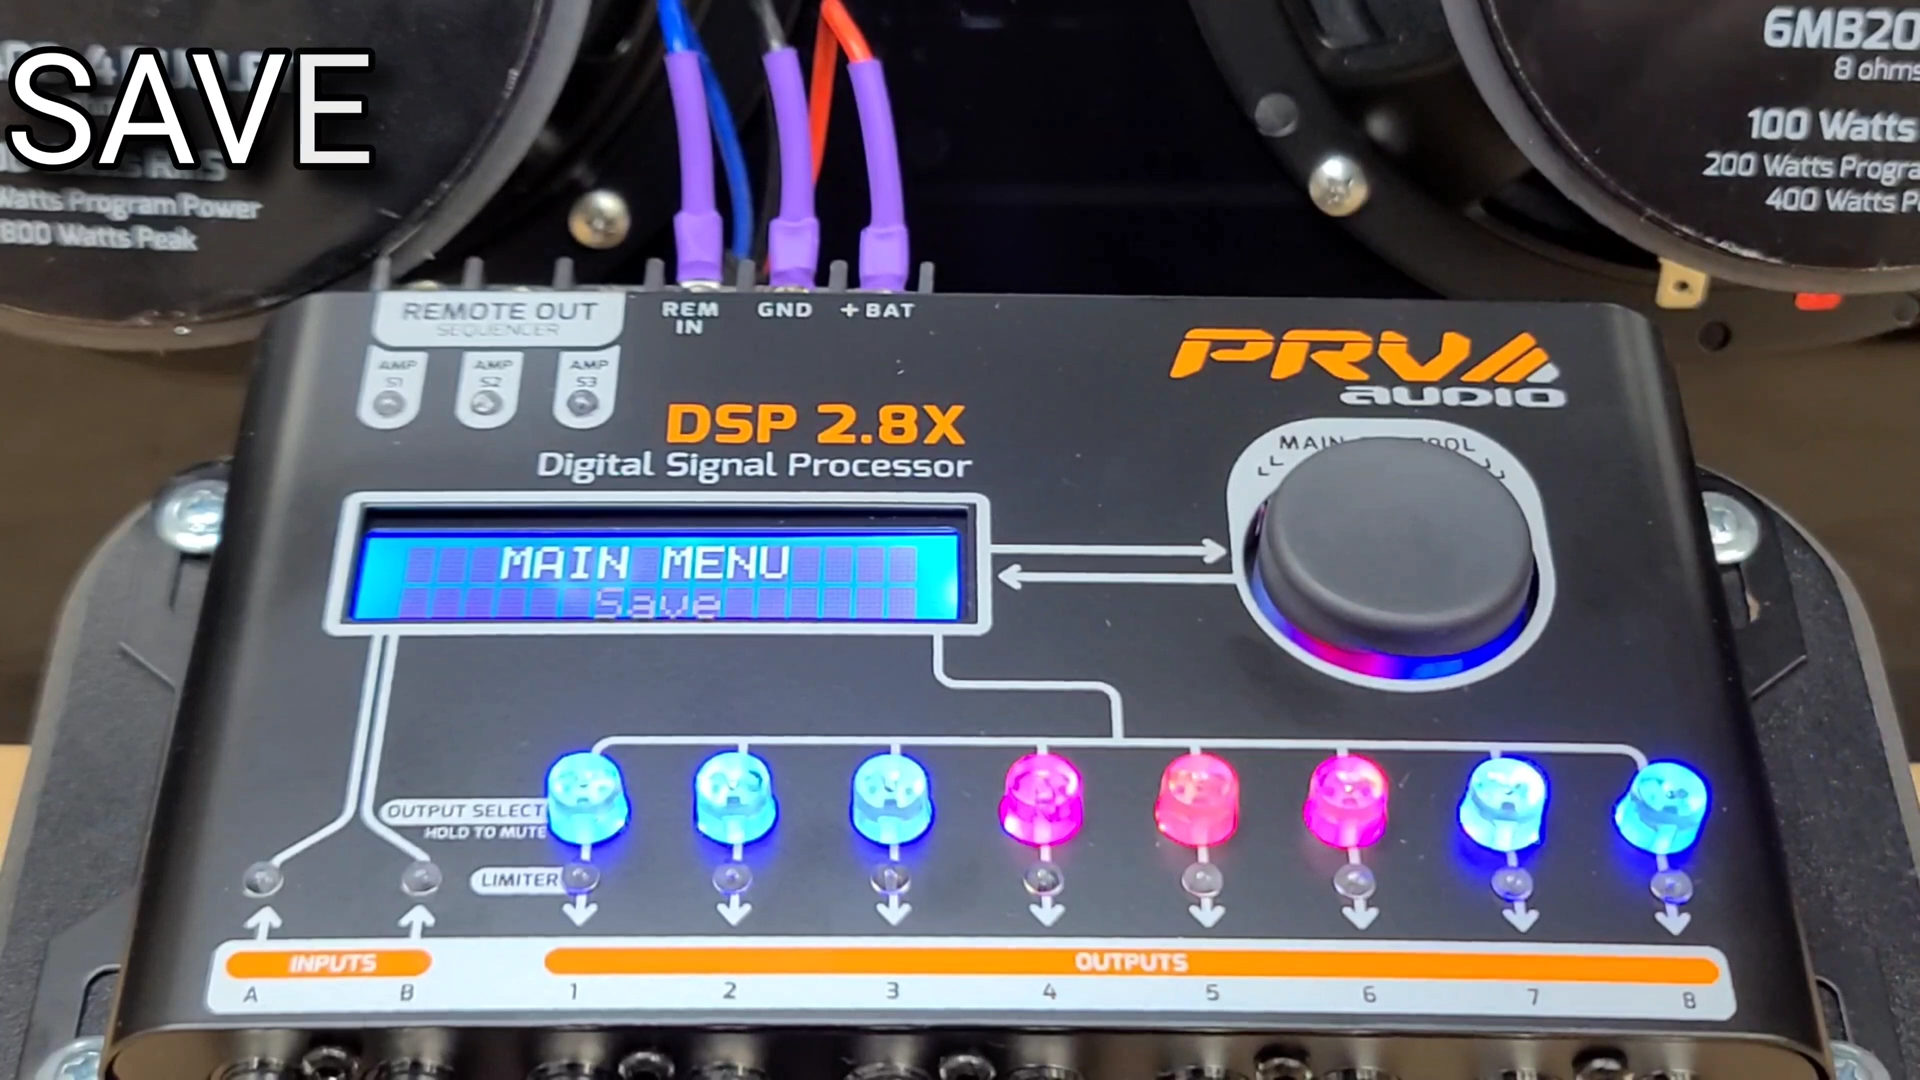 SAVE
Watts Program Power
800 Watts Peak
8 ohms
100 Watts
200 Watts
400 Watts
REMOTE OUT
SEQUENCER
AMP S1
AMP S2
AMP S3
REM IN
GND
+BAT
PRV
AUDIO
DSP 2.8X
Digital Signal Processor
MAIN
MAIN MENU
Save
OUTPUT SELECT
HOLD TO MUTE
LIMITER
INPUTS
OUTPUTS
A B 1 2 3 4 5 6 7 8